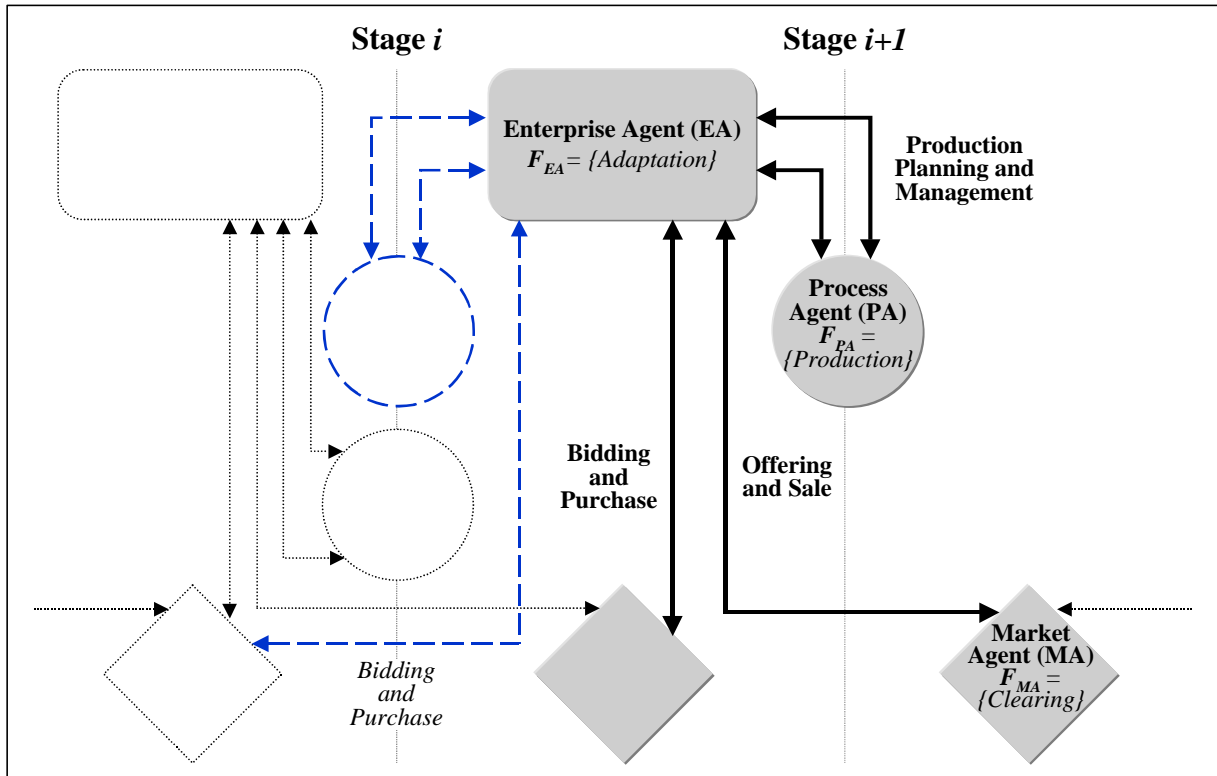 Stage i
Stage i+1
Enterprise Agent (EA)
F_EA = {Adaptation}
Production
Planning and
Management
Process
Agent (PA)
F_PA =
{Production}
Bidding
and
Purchase
Offering
and Sale
Bidding
and
Purchase
Market
Agent (MA)
F_MA =
{Clearing}